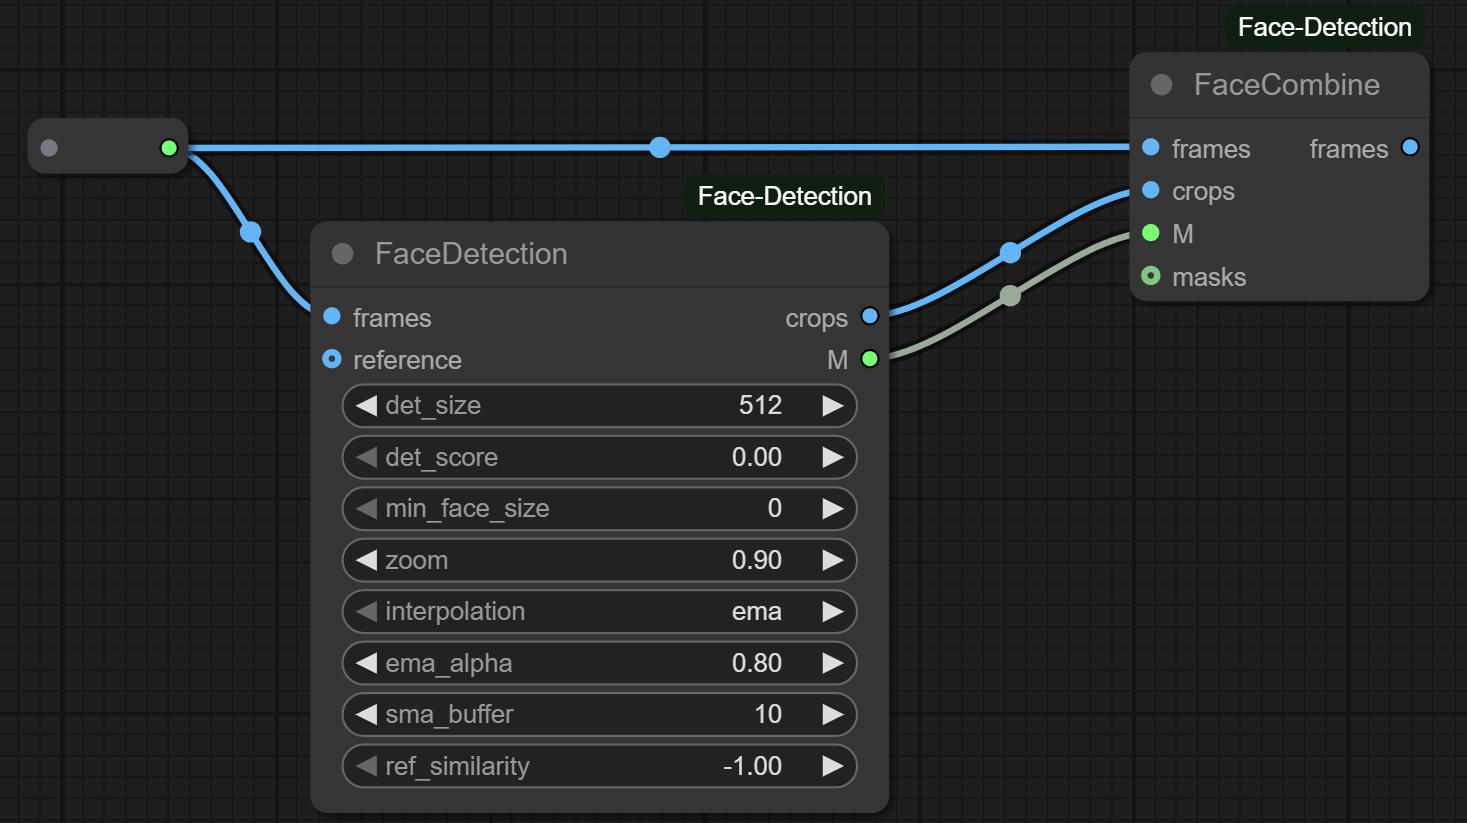 Face-Detection
FaceCombine
frames frames
crops
M
masks
Face-Detection
FaceDetection
frames crops
reference M
det_size 512
det_score 0.00
min_face_size 0
zoom 0.90
interpolation ema
ema_alpha 0.80
sma_buffer 10
ref_similarity -1.00